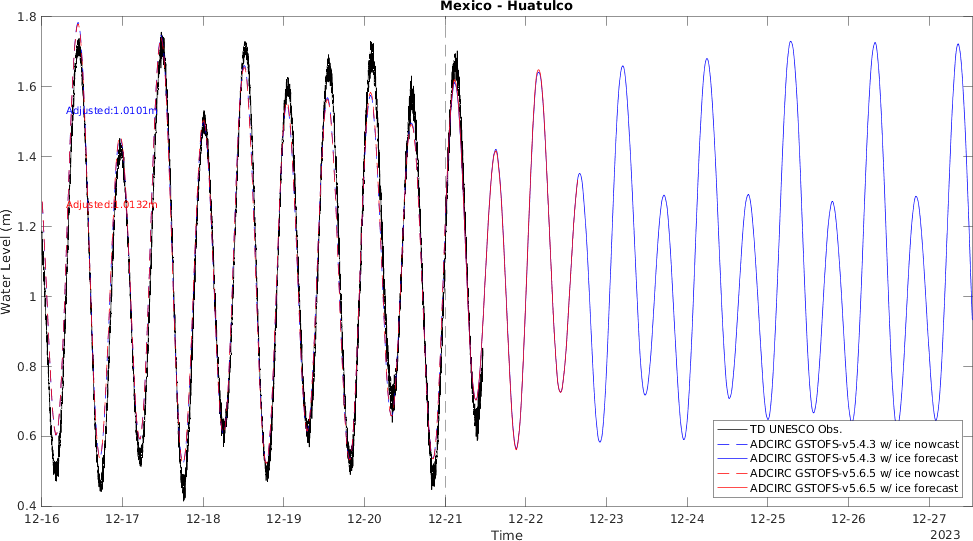 Mexico - Huatulco
1.8
1.6
1.4
1.2
1
0.8
0.6
0.4
Water Level (m)
Adjusted:1.0101m
Adjusted:1.0132m
TD UNESCO Obs.
ADCIRC GSTOFS-v5.4.3 w/ ice nowcast
ADCIRC GSTOFS-v5.4.3 w/ ice forecast
ADCIRC GSTOFS-v5.6.5 w/ ice nowcast
ADCIRC GSTOFS-v5.6.5 w/ ice forecast
12-16 12-17 12-18 12-19 12-20 12-21 12-22 12-23 12-24 12-25 12-26 12-27
Time
2023